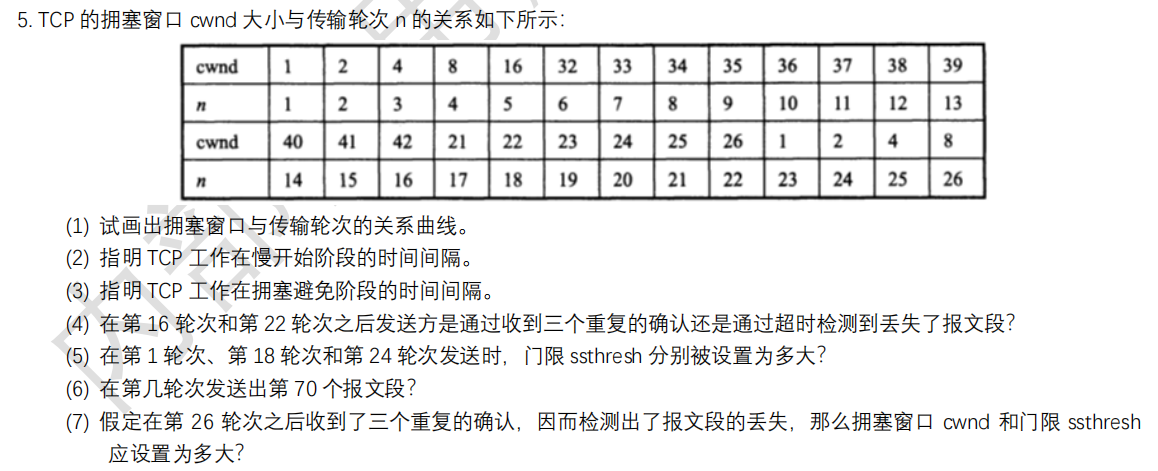 5. TCP 的拥塞窗口 cwnd 大小与传输轮次 n 的关系如下所示：
cwnd 1 2 4 8 16 32 33 34 35 36 37 38 39
n 1 2 3 4 5 6 7 8 9 10 11 12 13
cwnd 40 41 42 21 22 23 24 25 26 1 2 4 8
n 14 15 16 17 18 19 20 21 22 23 24 25 26
(1) 试画出拥塞窗口与传输轮次的关系曲线。
(2) 指明 TCP 工作在慢开始阶段的时间间隔。
(3) 指明 TCP 工作在拥塞避免阶段的时间间隔。
(4) 在第 16 轮次和第 22 轮次之后发送方是通过收到三个重复的确认还是通过超时检测到丢失了报文段？
(5) 在第 1 轮次、第 18 轮次和第 24 轮次发送时，门限 ssthresh 分别被设置为多大？
(6) 在第几轮次发送出第 70 个报文段？
(7) 假定在第 26 轮次之后收到了三个重复的确认，因而检测出了报文段的丢失，那么拥塞窗口 cwnd 和门限 ssthresh
应设置为多大？